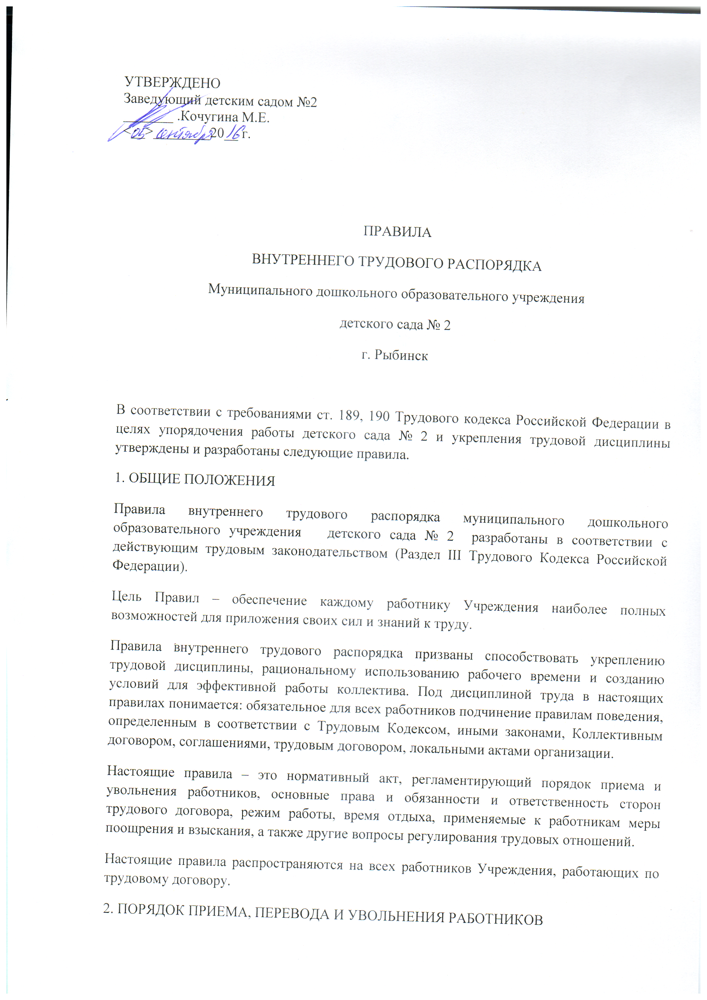 УТВЕРЖДЕНО
Заведующий детским садом №2
_______ .Кочугина М.Е.
<05> сентября 2016 г.
ПРАВИЛА
ВНУТРЕННЕГО ТРУДОВОГО РАСПОРЯДКА
Муниципального дошкольного образовательного учреждения
детского сада № 2
г. Рыбинск
В соответствии с требованиями ст. 189, 190 Трудового кодекса Российской Федерации в
целях упорядочения работы детского сада № 2 и укрепления трудовой дисциплины
утверждены и разработаны следующие правила.
1. ОБЩИЕ ПОЛОЖЕНИЯ
Правила внутреннего трудового распорядка муниципального дошкольного
образовательного учреждения детского сада № 2 разработаны в соответствии с
действующим трудовым законодательством (Раздел III Трудового Кодекса Российской
Федерации).
Цель Правил – обеспечение каждому работнику Учреждения наиболее полных
возможностей для приложения своих сил и знаний к труду.
Правила внутреннего трудового распорядка призваны способствовать укреплению
трудовой дисциплины, рациональному использованию рабочего времени и созданию
условий для эффективной работы коллектива. Под дисциплиной труда в настоящих
правилах понимается: обязательное для всех работников подчинение правилам поведения,
определенным в соответствии с Трудовым Кодексом, иными законами, Коллективным
договором, соглашениями, трудовым договором, локальными актами организации.
Настоящие правила – это нормативный акт, регламентирующий порядок приема и
увольнения работников, основные права и обязанности и ответственность сторон
трудового договора, режим работы, время отдыха, применяемые к работникам меры
поощрения и взыскания, а также другие вопросы регулирования трудовых отношений.
Настоящие правила распространяются на всех работников Учреждения, работающих по
трудовому договору.
2. ПОРЯДОК ПРИЕМА, ПЕРЕВОДА И УВОЛЬНЕНИЯ РАБОТНИКОВ